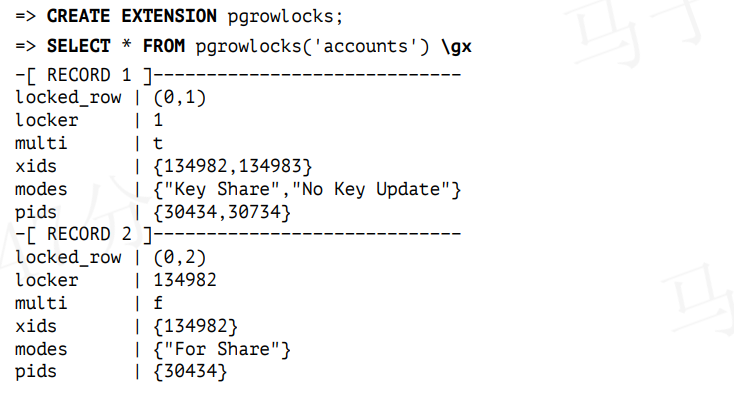 => CREATE EXTENSION pgrowlocks;
=> SELECT * FROM pgrowlocks('accounts') \gx
-[ RECORD 1 ]-----------------------------
locked_row | (0,1)
locker     | 1
multi      | t
xids       | {134982,134983}
modes      | {"Key Share","No Key Update"}
pids       | {30434,30734}
-[ RECORD 2 ]-----------------------------
locked_row | (0,2)
locker     | 134982
multi      | f
xids       | {134982}
modes      | {"For Share"}
pids       | {30434}